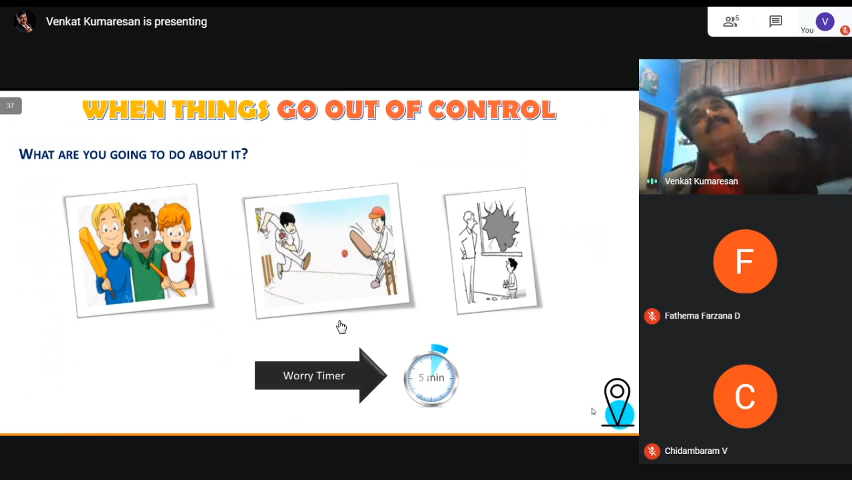 Venkat Kumaresan is presenting
5
You
V
37
WHEN THINGS GO OUT OF CONTROL
WHAT ARE YOU GOING TO DO ABOUT IT?
Venkat Kumaresan
F
Fathema Farzana D
Worry Timer
5 min
C
Chidambaram V